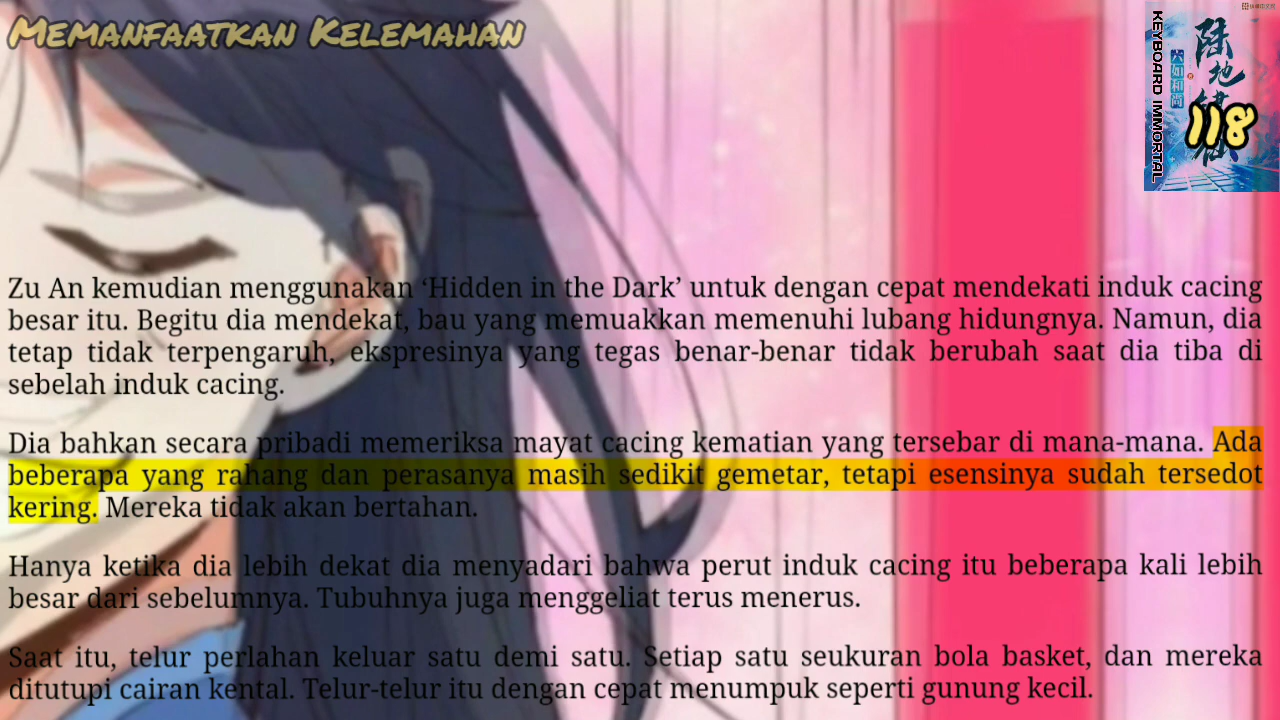 Memanfaatkan Kelemahan
KEYBOARD IMMORTAL
陆地
六如和尚
118
Zu An kemudian menggunakan ‘Hidden in the Dark’ untuk dengan cepat mendekati induk cacing
besar itu. Begitu dia mendekat, bau yang memuakkan memenuhi lubang hidungnya. Namun, dia
tetap tidak terpengaruh, ekspresinya yang tegas benar-benar tidak berubah saat dia tiba di
sebelah induk cacing.
Dia bahkan secara pribadi memeriksa mayat cacing kematian yang tersebar di mana-mana. Ada
beberapa yang rahang dan perasanya masih sedikit gemetar, tetapi esensinya sudah tersedot
kering. Mereka tidak akan bertahan.
Hanya ketika dia lebih dekat dia menyadari bahwa perut induk cacing itu beberapa kali lebih
besar dari sebelumnya. Tubuhnya juga menggeliat terus menerus.
Saat itu, telur perlahan keluar satu demi satu. Setiap satu seukuran bola basket, dan mereka
ditutupi cairan kental. Telur-telur itu dengan cepat menumpuk seperti gunung kecil.